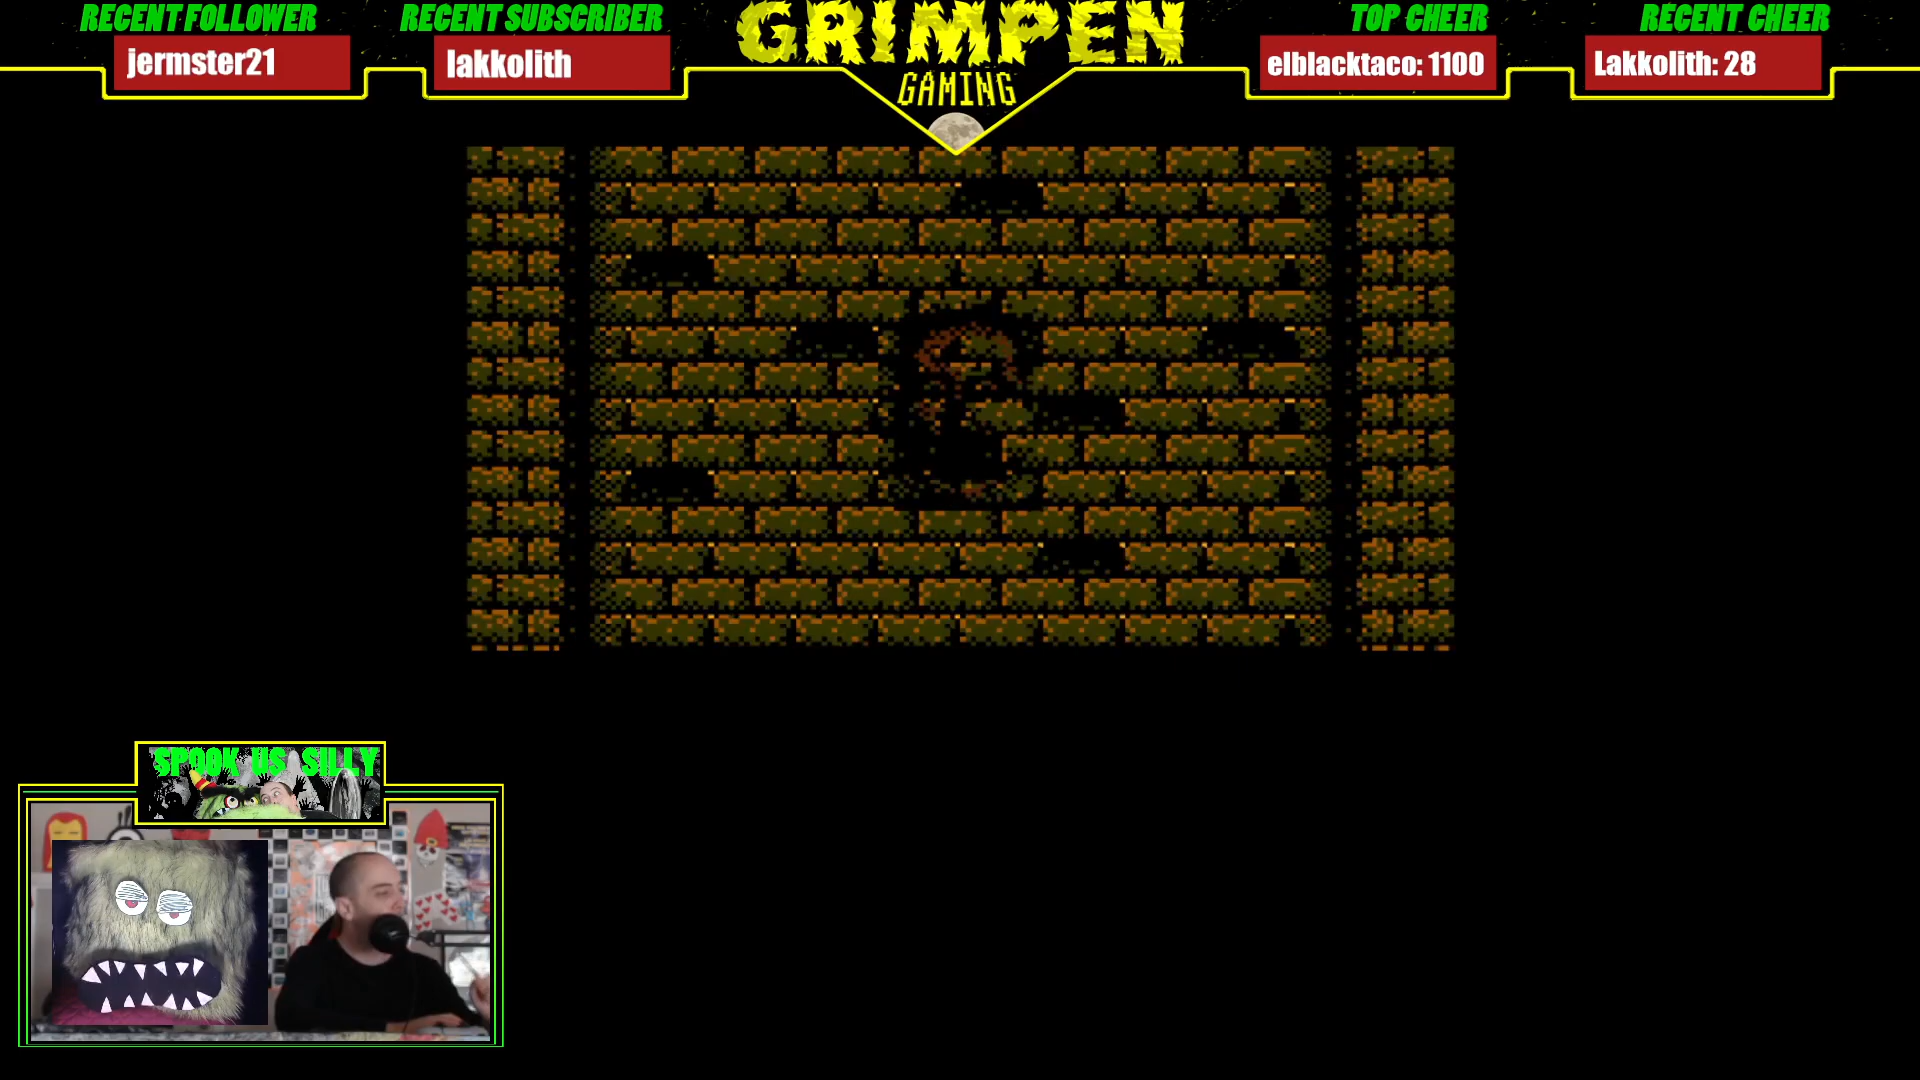 RECENT FOLLOWER
jermster21
RECENT SUBSCRIBER
lakkolith
GRIMPEN
GAMING
TOP CHEER
elblacktaco: 1100
RECENT CHEER
Lakkolith: 28
SPOOK US SILLY